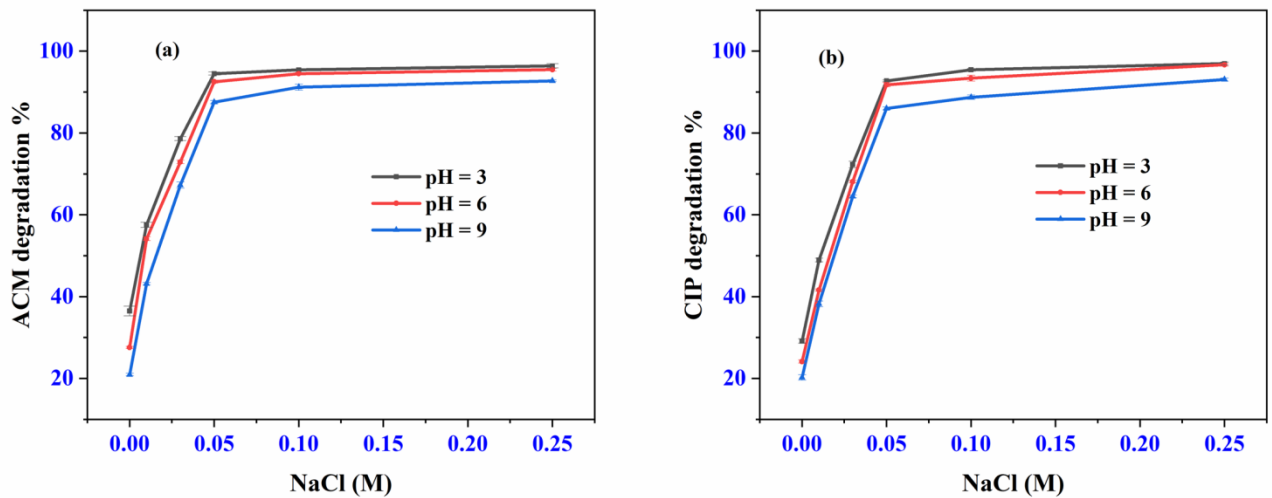 (a)
100
80
60
40
20
ACM degradation %
pH = 3
pH = 6
pH = 9
0.00 0.05 0.10 0.15 0.20 0.25
NaCl (M)
(b)
100
80
60
40
20
CIP degradation %
pH = 3
pH = 6
pH = 9
0.00 0.05 0.10 0.15 0.20 0.25
NaCl (M)